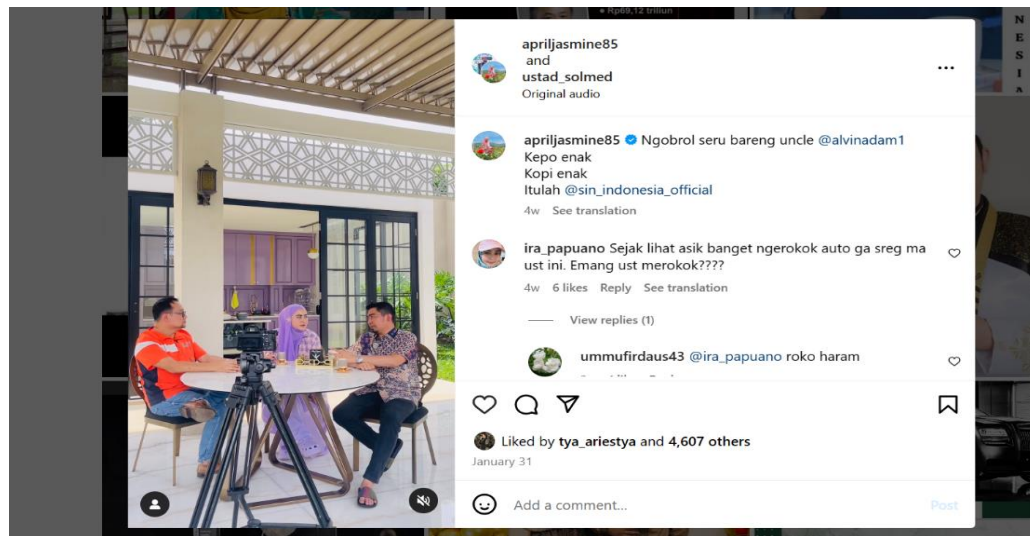 • Rp69,12 triliun
N
E
S
I
A
apriljasmine85
and
ustad_solmed
Original audio
...
apriljasmine85 Ngobrol seru bareng uncle @alvinadam1
Kepo enak
Kopi enak
Itulah @sin_indonesia_official
4w See translation
ira_papuano Sejak lihat asik banget ngerokok auto ga sreg ma
ust ini. Emang ust merokok????
4w 6 likes Reply See translation
View replies (1)
ummufirdaus43 @ira_papuano roko haram
Liked by tya_ariestya and 4,607 others
January 31
Add a comment...
Post